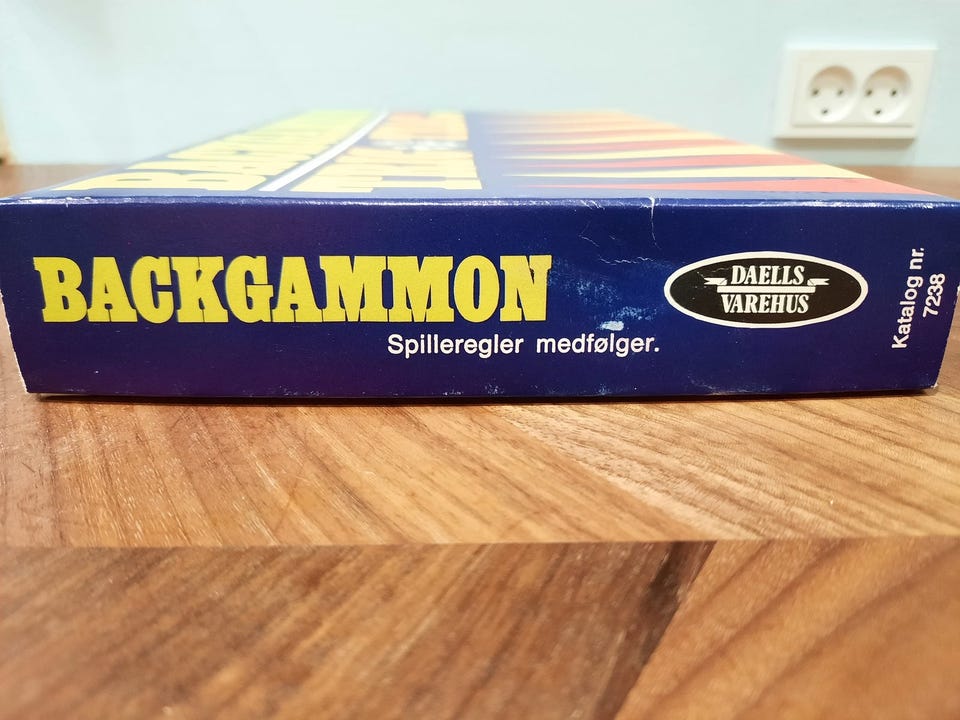 BACKGAMMON
Spilleregler medfølger.
DAELLS
VAREHUS
Katalog nr.
7238